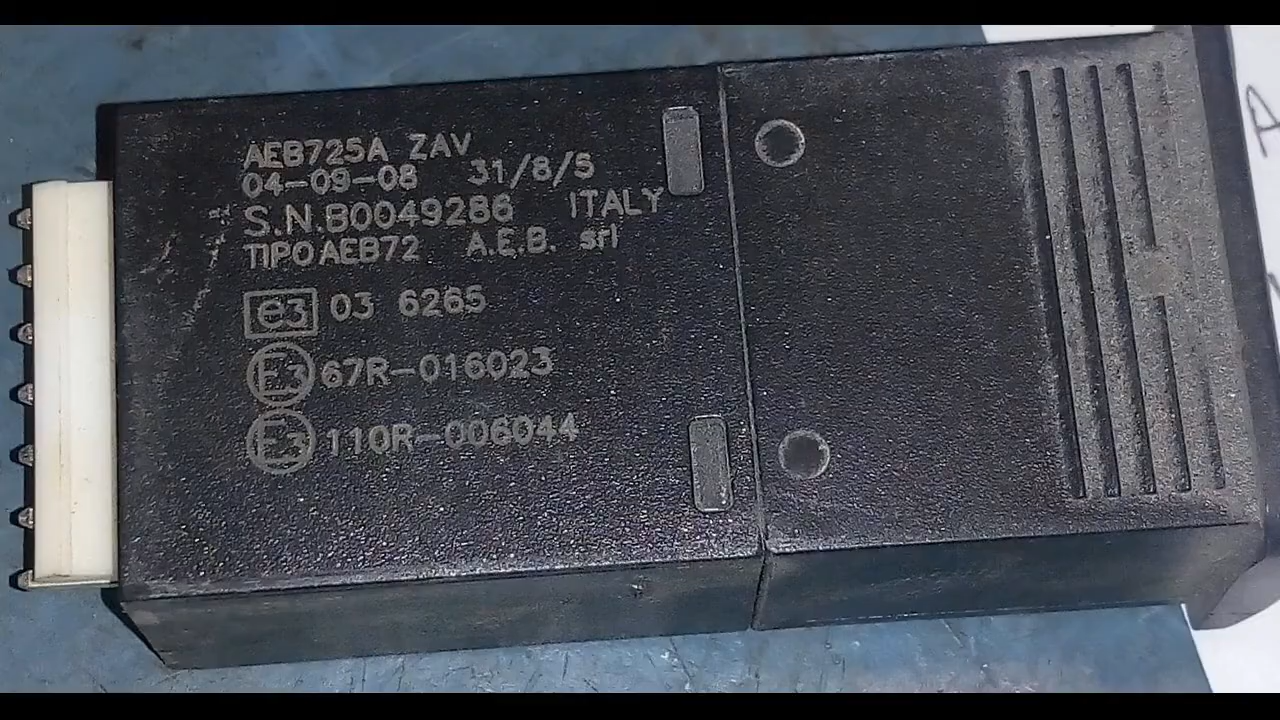 AEB725A ZAV
04-09-08 31/8/5
S.N.B0049286 ITALY
TIPO AEB72 A.E.B. srl
e3 03 6265
E3 67R-016023
E3 110R-006044